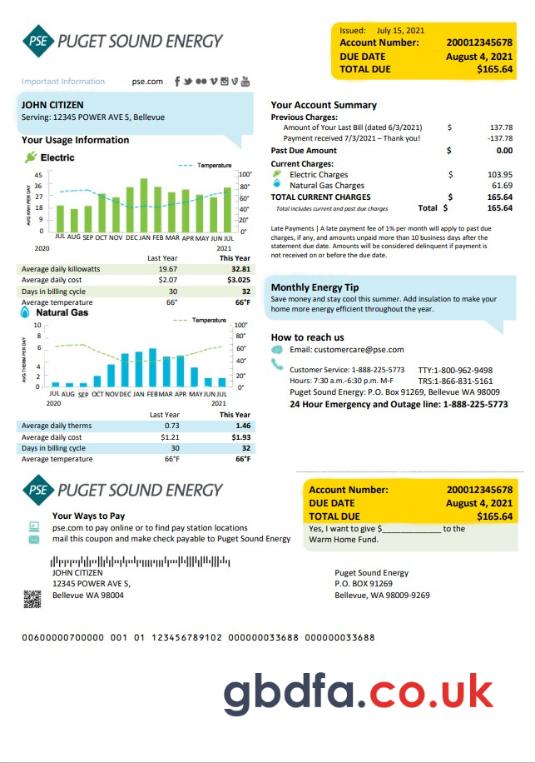 PSE PUGET SOUND ENERGY
Issued: July 15, 2021
Account Number: 200012345678
DUE DATE August 4, 2021
TOTAL DUE $165.64
Important Information pse.com
JOHN CITIZEN
Serving: 12345 POWER AVE S, Bellevue
Your Usage Information
Electric
Temperature
AVG KWH PER DAY
45
36
27
18
9
0
100°
80°
60°
40°
20°
0°
JUL AUG SEP OCT NOV DEC JAN FEB MAR APR MAY JUN JUL
2020 2021
Last Year This Year
Average daily killowatts 19.67 32.81
Average daily cost $2.07 $3.025
Days in billing cycle 30 32
Average temperature 66° 66°F
Natural Gas
Temperature
AVG THERM PER DAY
10
8
6
4
2
0
100°
80°
60°
40°
20°
0°
JUL AUG SEP OCT NOV DEC JAN FEB MAR APR MAY JUN JUL
2020 2021
Last Year This Year
Average daily therms 0.73 1.46
Average daily cost $1.21 $1.93
Days in billing cycle 30 32
Average temperature 66°F 66°F
Your Account Summary
Previous Charges:
Amount of Your Last Bill (dated 6/3/2021) $ 137.78
Payment received 7/3/2021 – Thank you! -137.78
Past Due Amount $ 0.00
Current Charges:
Electric Charges $ 103.95
Natural Gas Charges 61.69
TOTAL CURRENT CHARGES $ 165.64
Total includes current and past due charges Total $ 165.64
Late Payments | A late payment fee of 1% per month will apply to past due
charges, if any, and amounts unpaid more than 10 business days after the
statement due date. Amounts will be considered delinquent if payment is
not received on or before the due date.
Monthly Energy Tip
Save money and stay cool this summer. Add insulation to make your
home more energy efficient throughout the year.
How to reach us
Email: customercare@pse.com
Customer Service: 1-888-225-5773 TTY:1-800-962-9498
Hours: 7:30 a.m.-6:30 p.m. M-F TRS:1-866-831-5161
Puget Sound Energy: P.O. Box 91269, Bellevue WA 98009
24 Hour Emergency and Outage line: 1-888-225-5773
PSE PUGET SOUND ENERGY
Account Number: 200012345678
DUE DATE August 4, 2021
TOTAL DUE $165.64
Yes, I want to give $____________ to the
Warm Home Fund.
Your Ways to Pay
pse.com to pay online or to find pay station locations
mail this coupon and make check payable to Puget Sound Energy
JOHN CITIZEN
12345 POWER AVE S,
Bellevue WA 98004
Puget Sound Energy
P.O. BOX 91269
Bellevue, WA 98009-9269
00600000700000 001 01 123456789102 000000033688 000000033688
gbdfa.co.uk